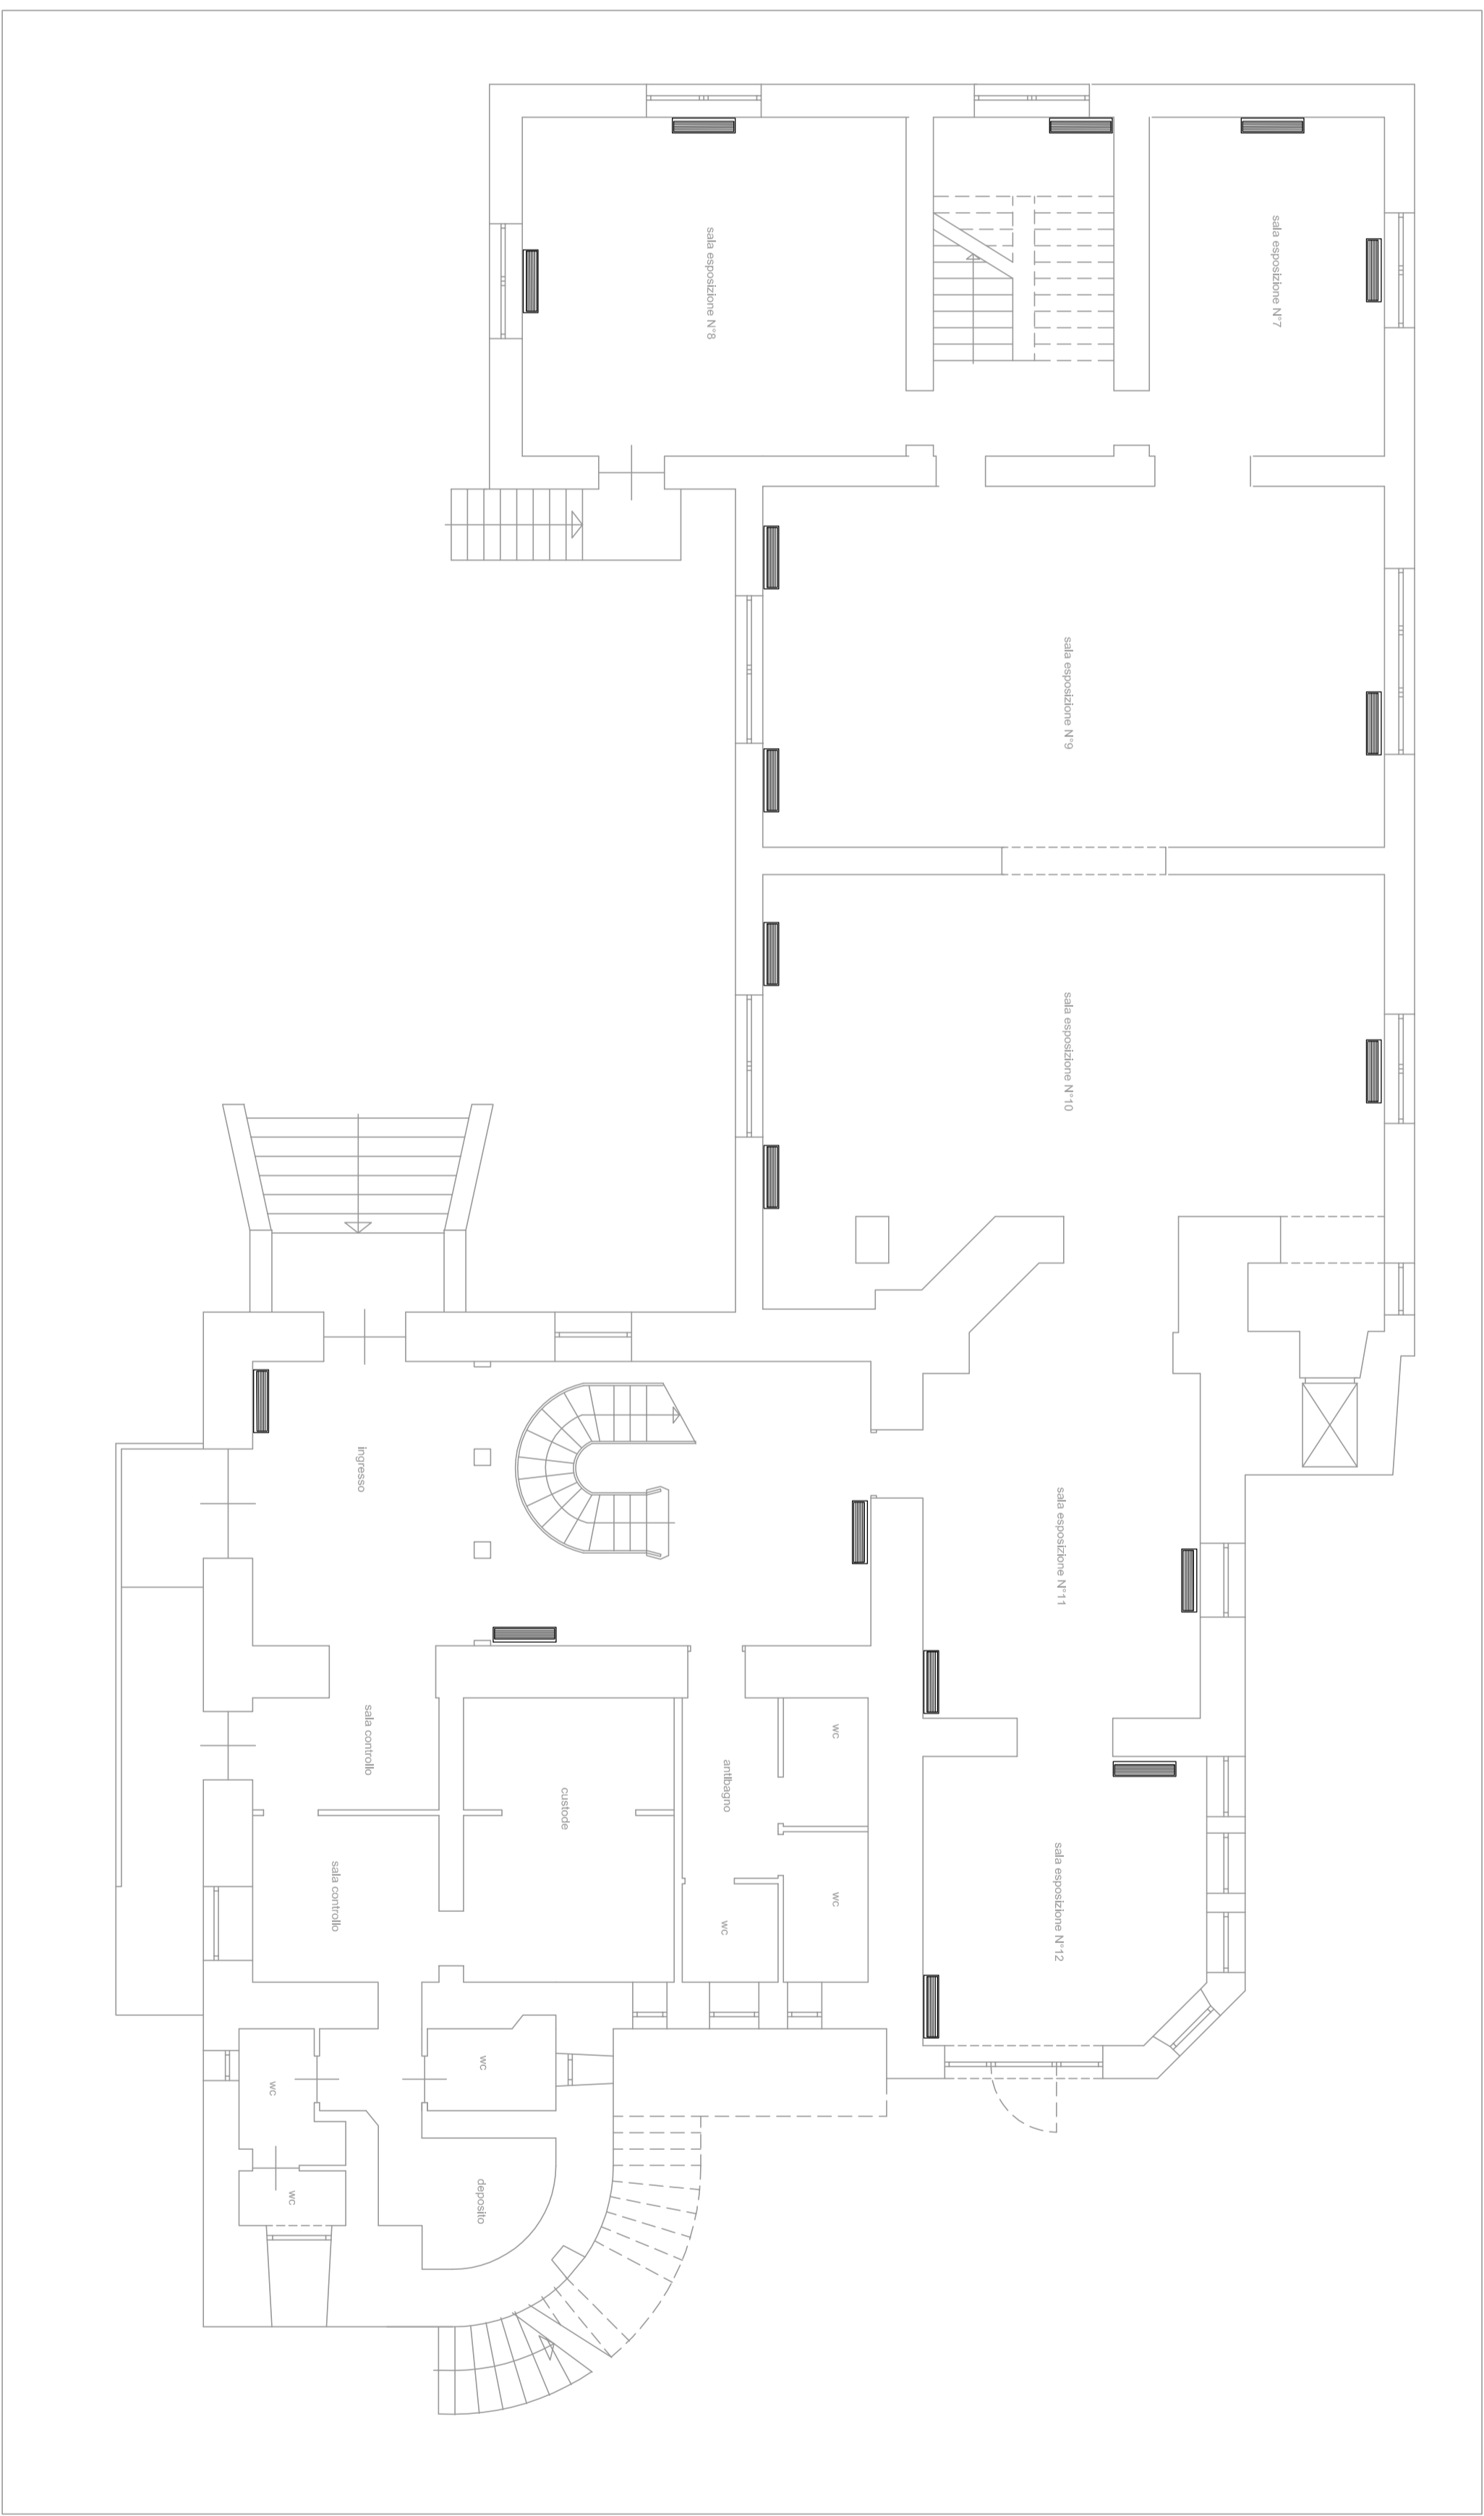 sala esposizione N°7
sala esposizione N°8
sala esposizione N°9
sala esposizione N°10
sala esposizione N°11
ingresso
sala controllo
wc
antibagno
custode
sala esposizione N°12
sala controllo
wc
wc
wc
wc
deposito
wc